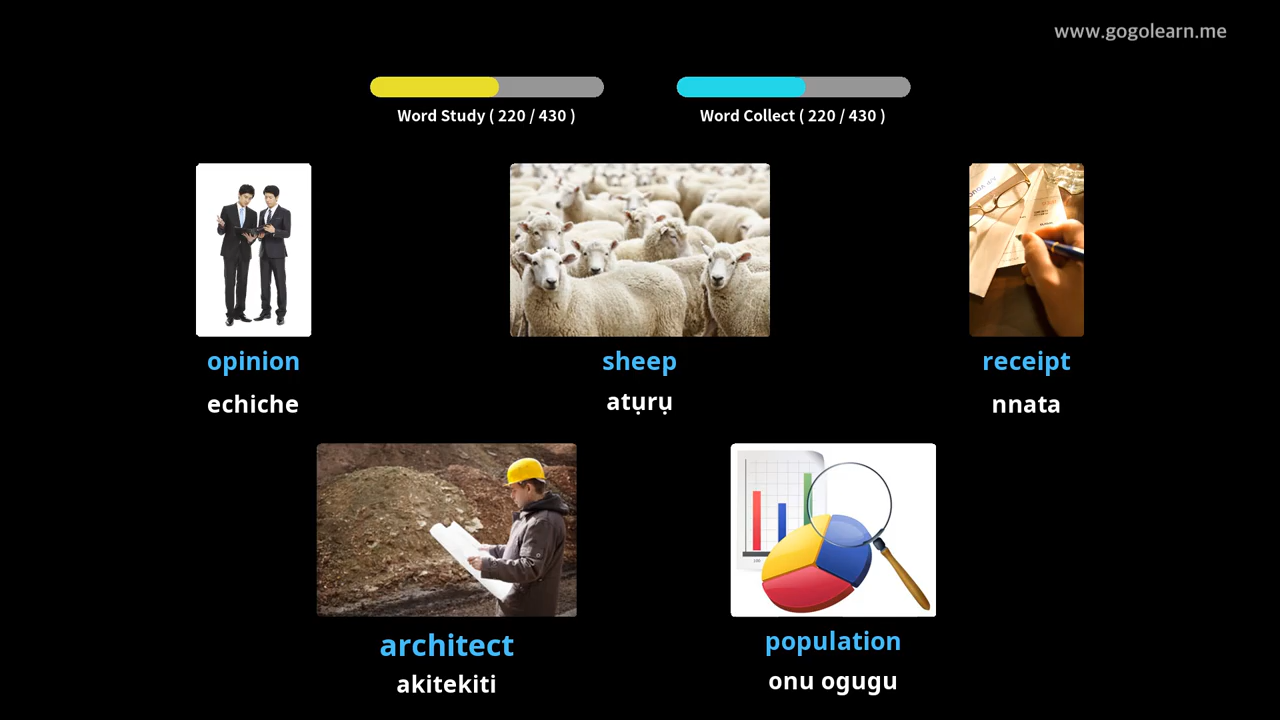 www.gogolearn.me
Word Study ( 220 / 430 )
Word Collect ( 220 / 430 )
opinion
echiche
sheep
atụrụ
receipt
nnata
architect
akitekiti
population
onu ogugu